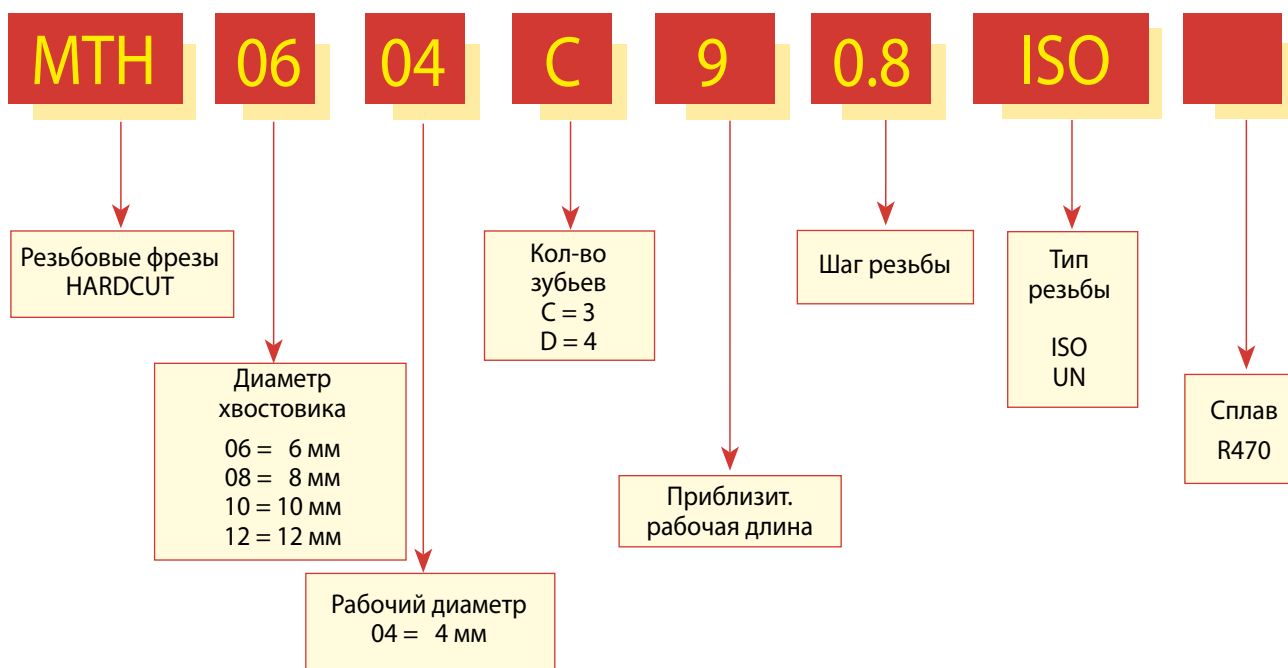 MTH 06 04 C 9 0.8 ISO
Резьбовые фрезы
HARDCUT
Диаметр
хвостовика
06 = 6 мм
08 = 8 мм
10 = 10 мм
12 = 12 мм
Рабочий диаметр
04 = 4 мм
Кол-во
зубьев
C = 3
D = 4
Приблизит.
рабочая длина
Шаг резьбы
Тип
резьбы
ISO
UN
Сплав
R470